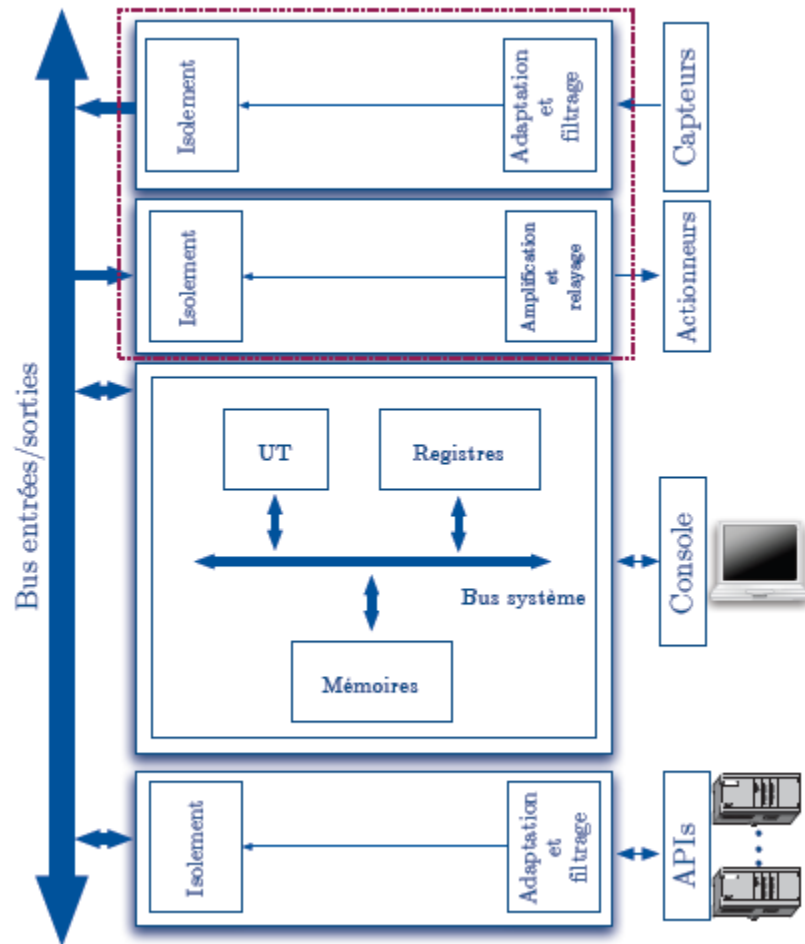 Bus entrées/sorties
Isolement
Adaptation
et
filtrage
Capteurs
Isolement
Amplification
et
relayage
Actionneurs
UT
Registres
Bus système
Mémoires
Console
Isolement
Adaptation
et
filtrage
APIs